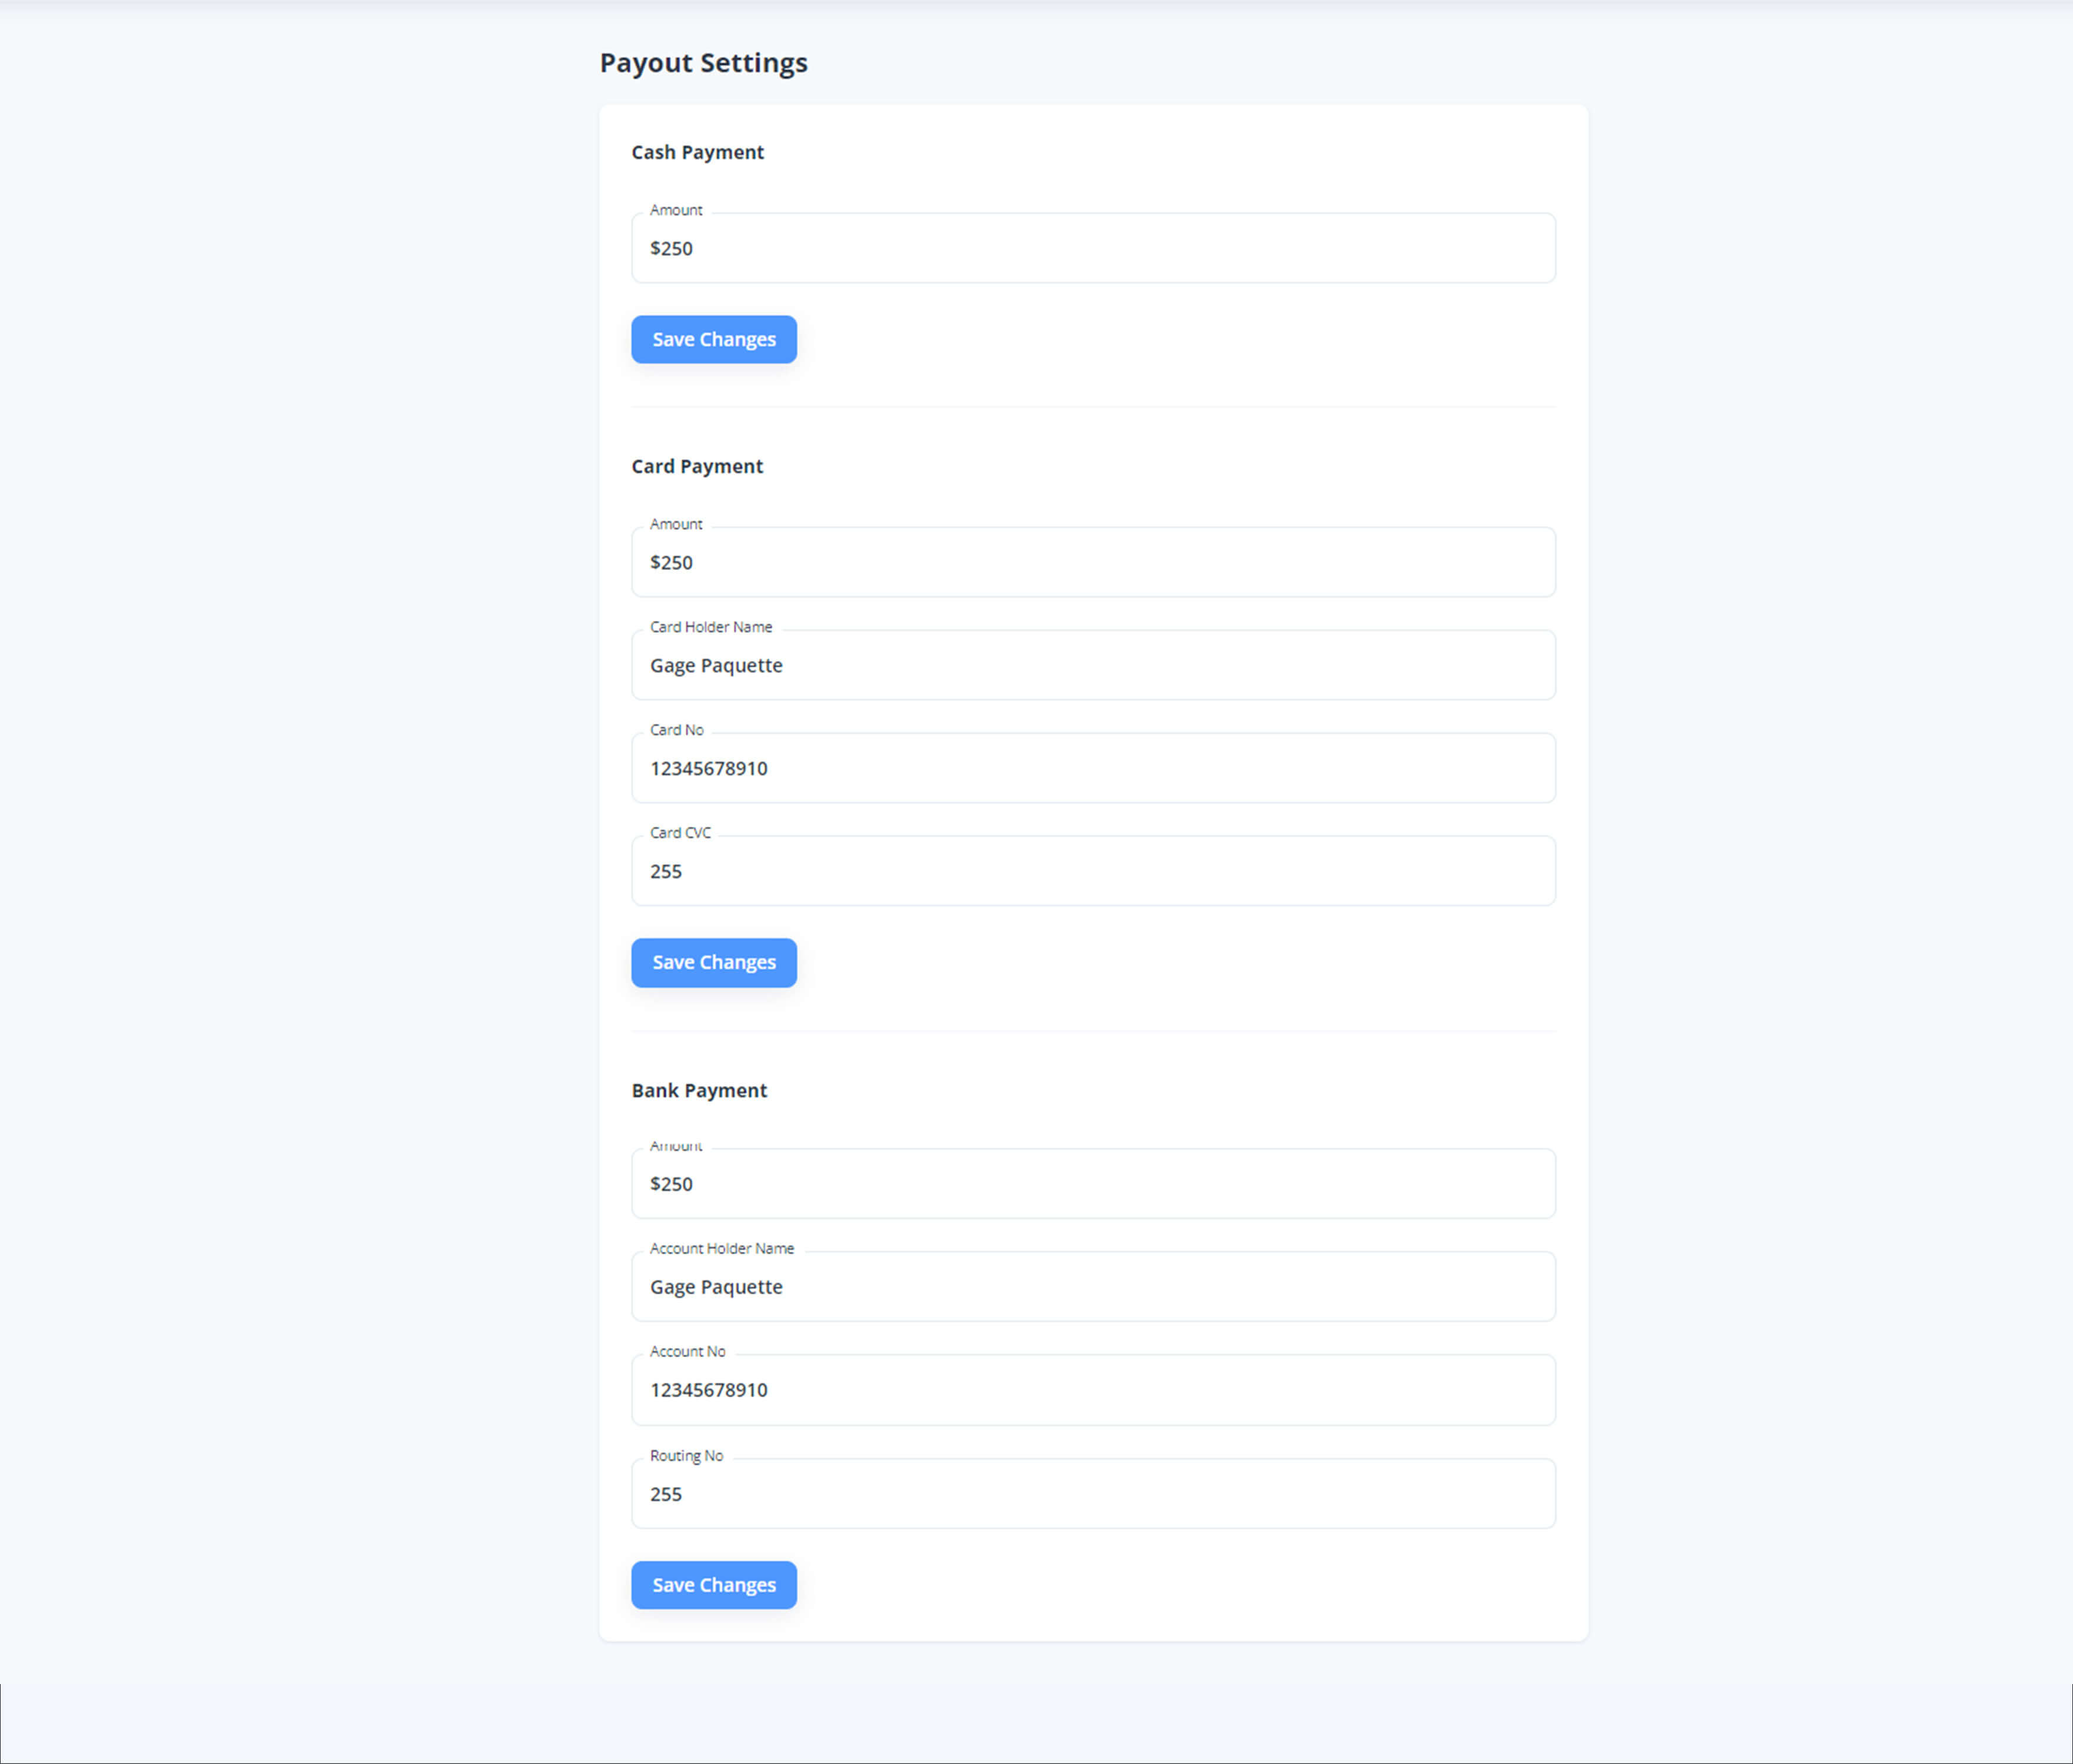 Payout Settings
Cash Payment
Amount
$250
Save Changes
Card Payment
Amount
$250
Card Holder Name
Gage Paquette
Card No
12345678910
Card CVC
255
Save Changes
Bank Payment
Amount
$250
Account Holder Name
Gage Paquette
Account No
12345678910
Routing No
255
Save Changes